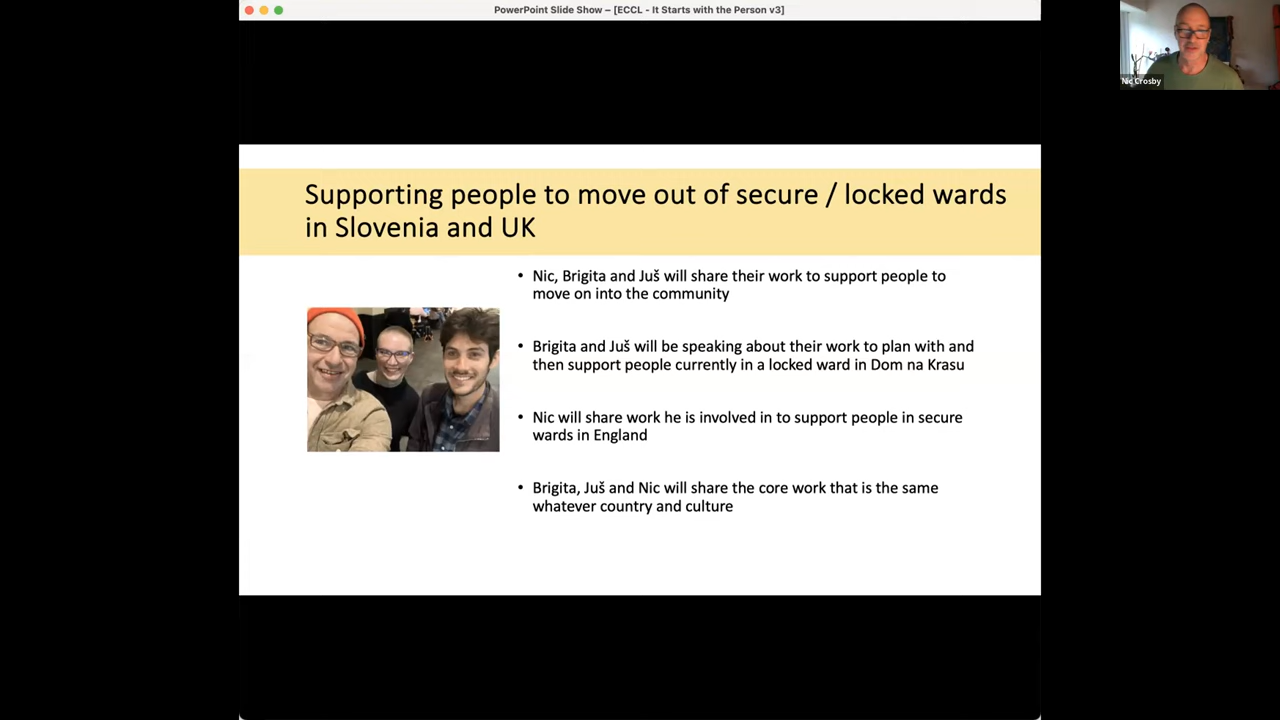 PowerPoint Slide Show – [ECCL - It Starts with the Person v3]
Nic Crosby
Supporting people to move out of secure / locked wards
in Slovenia and UK
• Nic, Brigita and Juš will share their work to support people to
move on into the community
• Brigita and Juš will be speaking about their work to plan with and
then support people currently in a locked ward in Dom na Krasu
• Nic will share work he is involved in to support people in secure
wards in England
• Brigita, Juš and Nic will share the core work that is the same
whatever country and culture